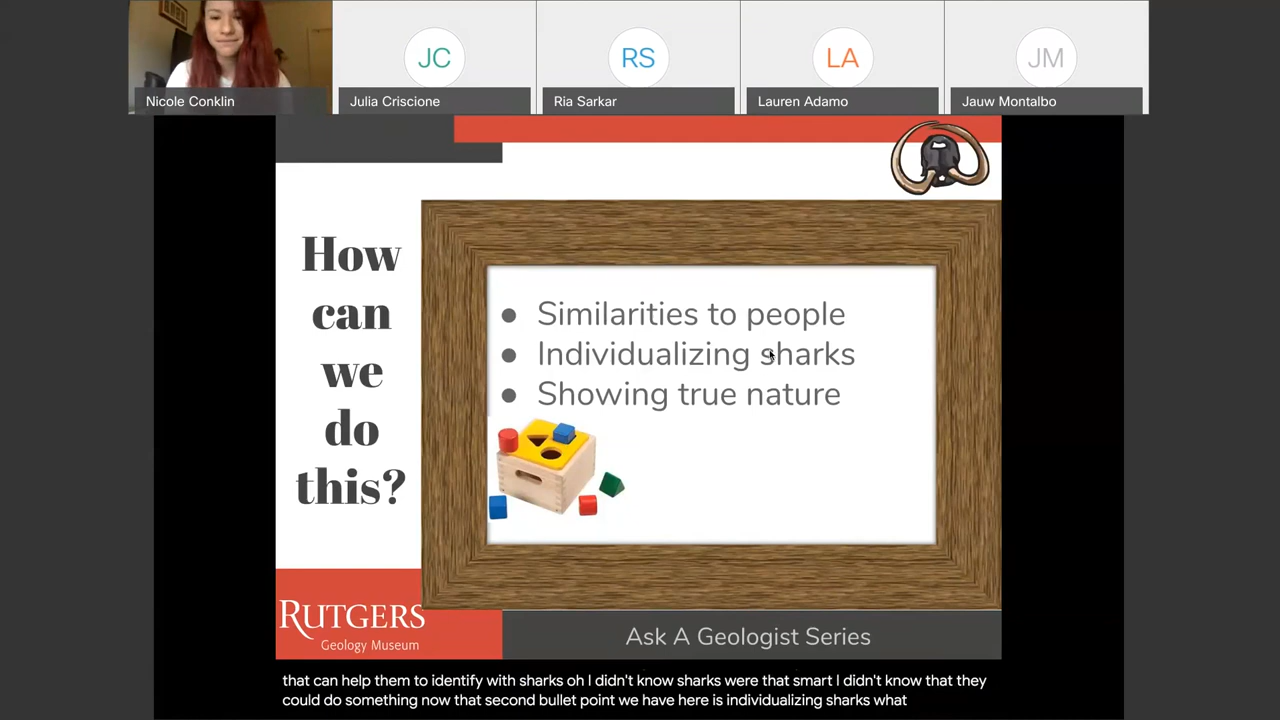 JC
RS
LA
JM
Nicole Conklin
Julia Criscione
Ria Sarkar
Lauren Adamo
Jauw Montalbo
How
can
we
do
this?
● Similarities to people
● Individualizing sharks
● Showing true nature
RUTGERS
Geology Museum
Ask A Geologist Series
that can help them to identify with sharks oh I didn't know sharks were that smart I didn't know that they
could do something now that second bullet point we have here is individualizing sharks what